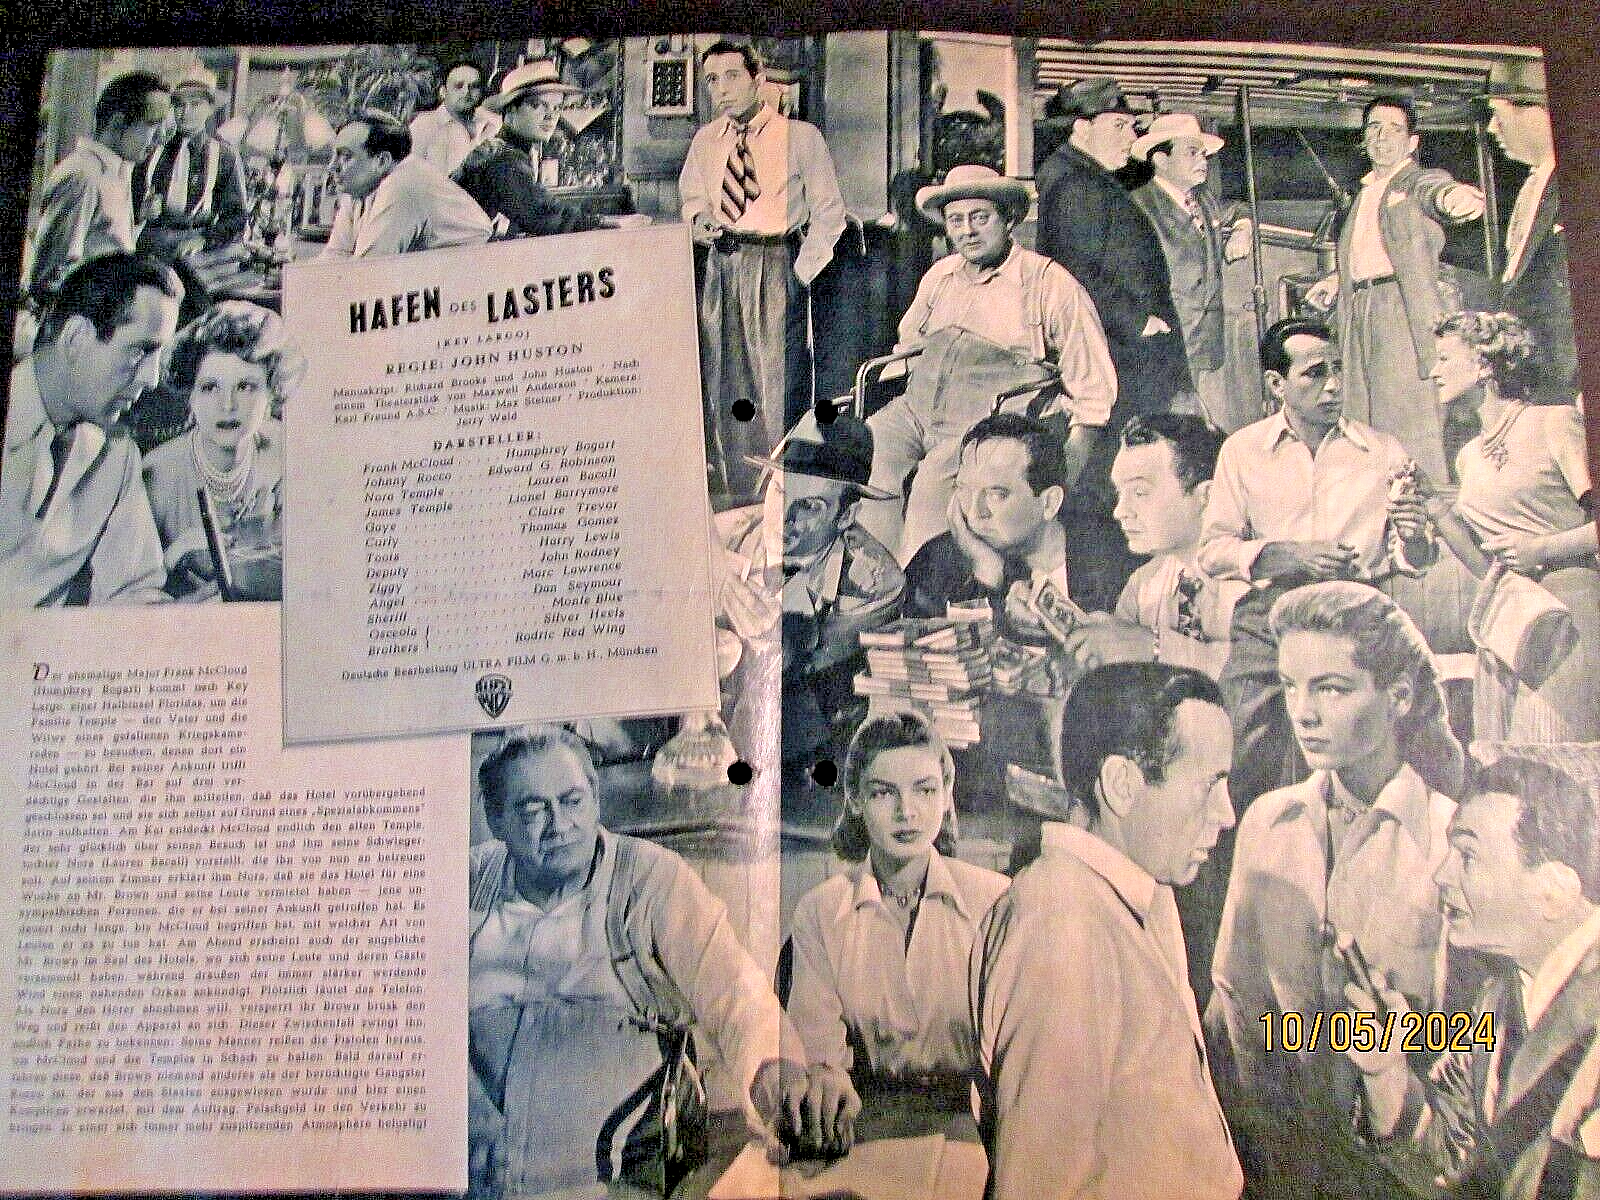 HAFEN DES LASTERS
(KEY LARGO)
REGIE: JOHN HUSTON
Manuskript: Richard Brooks und John Huston · Nach
einem Theaterstück von Maxwell Anderson · Kamera:
Karl Freund A.S.C. · Musik: Max Steiner · Produktion:
Jerry Wald
DARSTELLER:
Frank McCloud . . . . . Humphrey Bogart
Johnny Rocco . . . . Edward G. Robinson
Nora Temple . . . . . . . . Lauren Bacall
James Temple . . . . . Lionel Barrymore
Gaye . . . . . . . . . . . . Claire Trevor
Curly . . . . . . . . . . . Thomas Gomez
Toots . . . . . . . . . . . . Harry Lewis
Deputy . . . . . . . . . . . John Rodney
Ziggy . . . . . . . . . . Marc Lawrence
Angel . . . . . . . . . . . Dan Seymour
Sheriff . . . . . . . . . . . Monte Blue
Osceola { . . . . . . . . . Silver Heels
Brothers { . . . . . . Rodric Red Wing
Deutsche Bearbeitung ULTRA FILM G. m. b. H., München
WB
Der ehemalige Major Frank McCloud
(Humphrey Bogart) kommt nach Key
Largo, einer Halbinsel Floridas, um die
Familie Temple — den Vater und die
Witwe eines gefallenen Kriegskame-
raden — zu besuchen, denen dort ein
Hotel gehört. Bei seiner Ankunft trifft
McCloud in der Bar auf drei ver-
dächtige Gestalten, die ihm mitteilen, daß das Hotel vorübergehend
geschlossen sei und sie sich selbst auf Grund eines „Spezialabkommens"
darin aufhalten. Am Kai entdeckt McCloud endlich den alten Temple,
der sehr glücklich über seinen Besuch ist und ihm seine Schwieger-
tochter Nora (Lauren Bacall) vorstellt, die ihn von nun an betreuen
soll. Auf seinem Zimmer erklärt ihm Nora, daß sie das Hotel für eine
Woche an Mr. Brown und seine Leute vermietet haben — jene un-
sympathischen Personen, die er bei seiner Ankunft getroffen hat. Es
dauert nicht lange, bis McCloud begriffen hat, mit welcher Art von
Leuten er es zu tun hat. Am Abend erscheint auch der angebliche
Mr. Brown im Saal des Hotels, wo sich seine Leute und deren Gäste
versammelt haben, während draußen der immer stärker werdende
Wind einen nahenden Orkan ankündigt. Plötzlich läutet das Telefon.
Als Nora den Hörer abnehmen will, versperrt ihr Brown brüsk den
Weg und reißt den Apparat an sich. Dieser Zwischenfall zwingt ihn,
endlich Farbe zu bekennen: Seine Männer reißen die Pistolen heraus,
um McCloud und die Temples in Schach zu halten. Bald darauf er-
fahren diese, daß Brown niemand anderes als der berüchtigte Gangster
Rocco ist, der aus den Staaten ausgewiesen wurde und hier einen
Komplicen erwartet, mit dem Auftrag, Falschgeld in den Verkehr zu
bringen. In einer sich immer mehr zuspitzenden Atmosphäre belustigt
10/05/2024